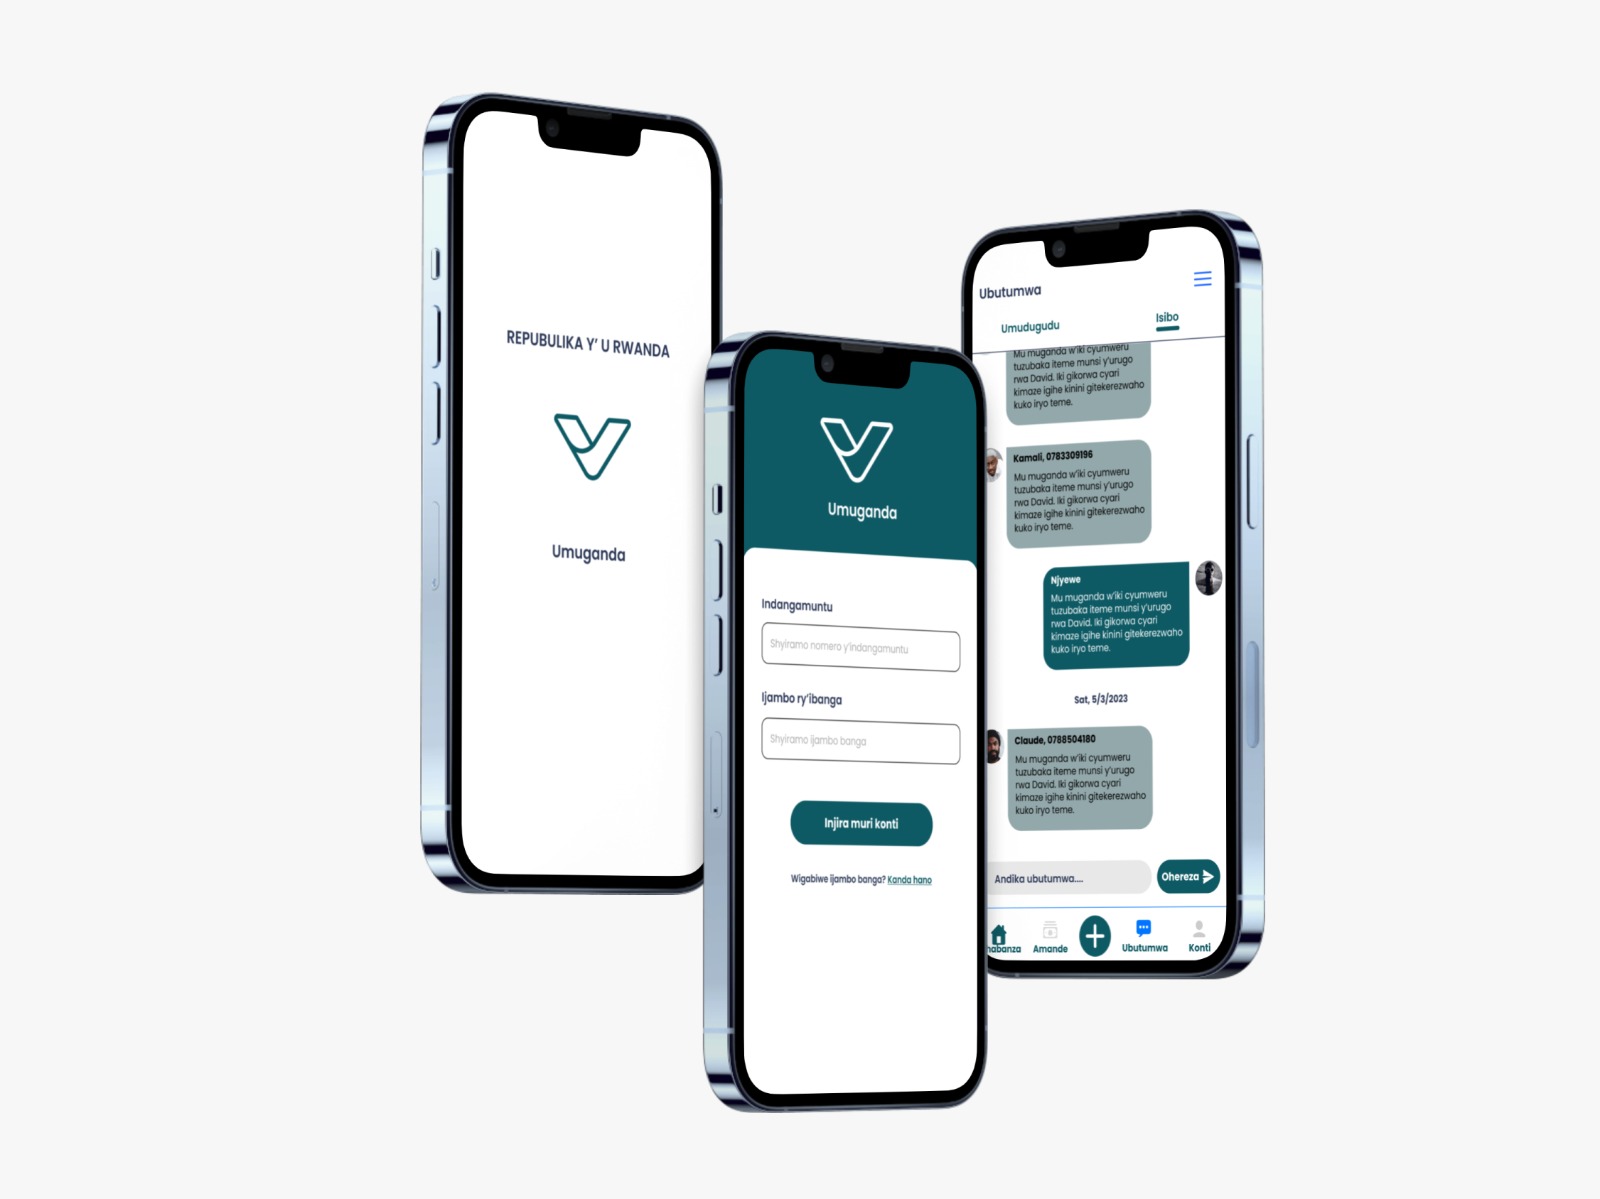 REPUBULIKA Y' U RWANDA
Umuganda
Umuganda
Indangamuntu
Shyiramo nomero y'indangamuntu
Ijambo ry'ibanga
Shyiramo ijambo banga
Injira muri konti
Wigabiwe ijambo banga? Kanda hano
Ubutumwa
Umudugudu
Isibo
Mu muganda w'iki cyumweru
tuzubaka iteme munsi y'urugo
rwa David. Iki gikorwa cyari
kimaze igihe kinini gitekerezwaho
kuko iryo teme.
Kamali, 0783309196
Mu muganda w'iki cyumweru
tuzubaka iteme munsi y'urugo
rwa David. Iki gikorwa cyari
kimaze igihe kinini gitekerezwaho
kuko iryo teme.
Njyewe
Mu muganda w'iki cyumweru
tuzubaka iteme munsi y'urugo
rwa David. Iki gikorwa cyari
kimaze igihe kinini gitekerezwaho
kuko iryo teme.
Sat, 5/3/2023
Claude, 0788504180
Mu muganda w'iki cyumweru
tuzubaka iteme munsi y'urugo
rwa David. Iki gikorwa cyari
kimaze igihe kinini gitekerezwaho
kuko iryo teme.
Andika ubutumwa....
Ohereza
Amande
Ubutumwa
Konti